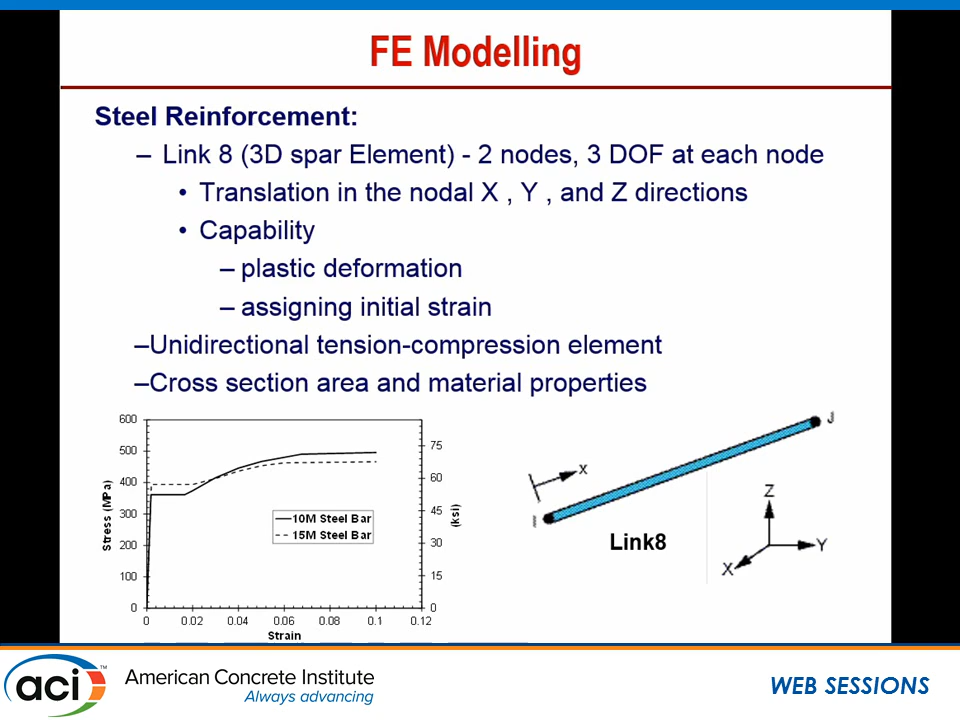 FE Modelling
Steel Reinforcement:
– Link 8 (3D spar Element) - 2 nodes, 3 DOF at each node
• Translation in the nodal X , Y , and Z directions
• Capability
– plastic deformation
– assigning initial strain
–Unidirectional tension-compression element
–Cross section area and material properties
600
500
400
300
200
100
0
Stress (MPa)
0 0.02 0.04 0.06 0.08 0.1 0.12
Strain
75
60
45
30
15
0
(ksi)
10M Steel Bar
15M Steel Bar
J
x
I
Link8
Z
Y
X
aci™
American Concrete Institute
Always advancing
WEB SESSIONS